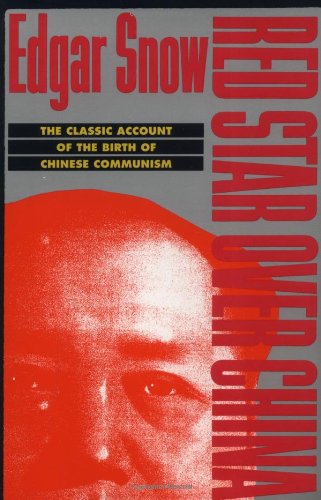 Edgar Snow
RED STAR OVER CHINA
THE CLASSIC ACCOUNT
OF THE BIRTH OF
CHINESE COMMUNISM